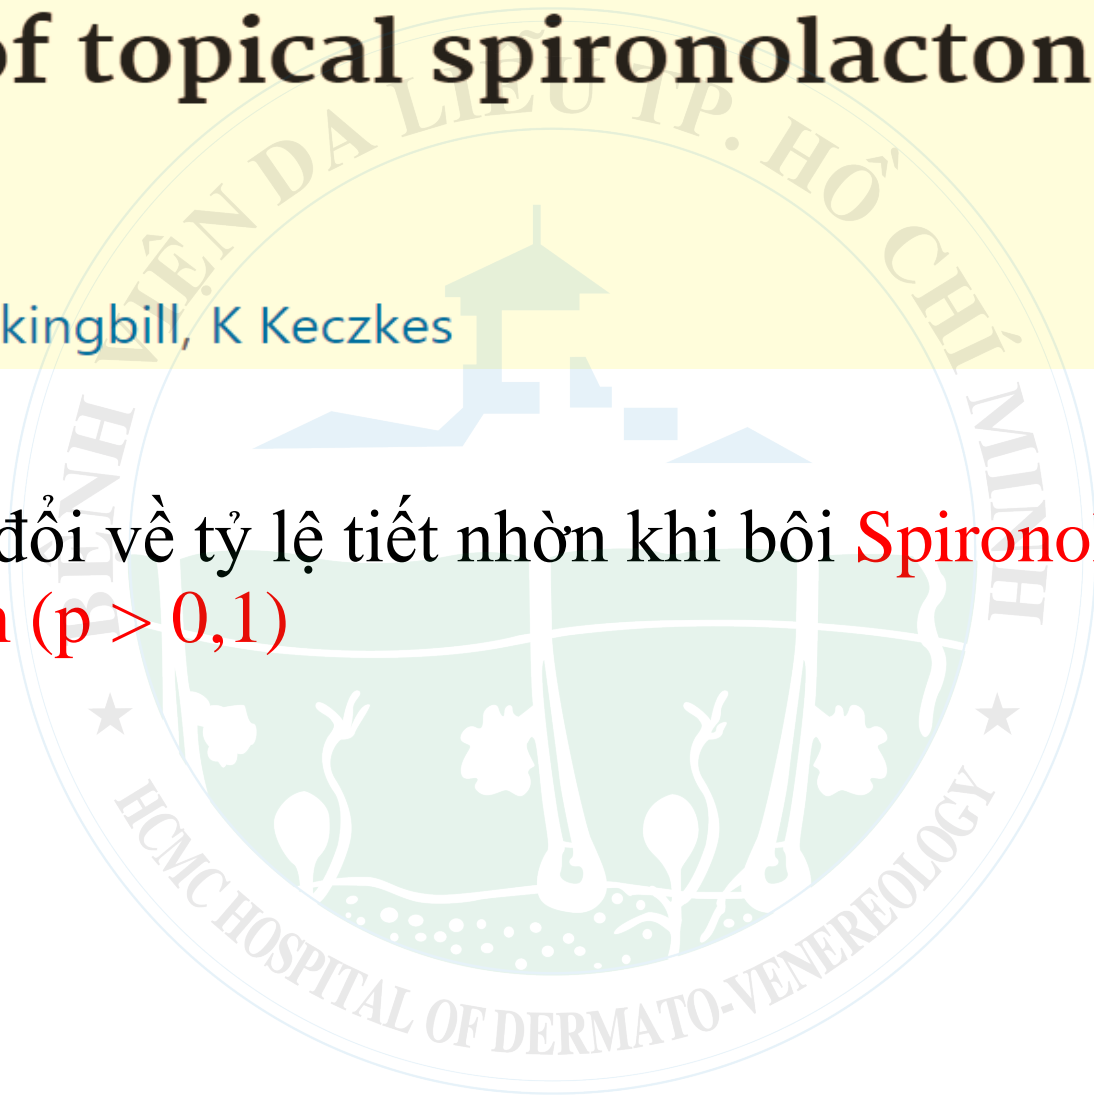 of topical spironolacton
kingbill, K Keczkes
đổi về tỷ lệ tiết nhờn khi bôi Spirono
(p > 0,1)
BỆNH VIỆN DA LIỄU TP. HỒ CHÍ MINH
HCMC HOSPITAL OF DERMATO-VENEREOLOGY